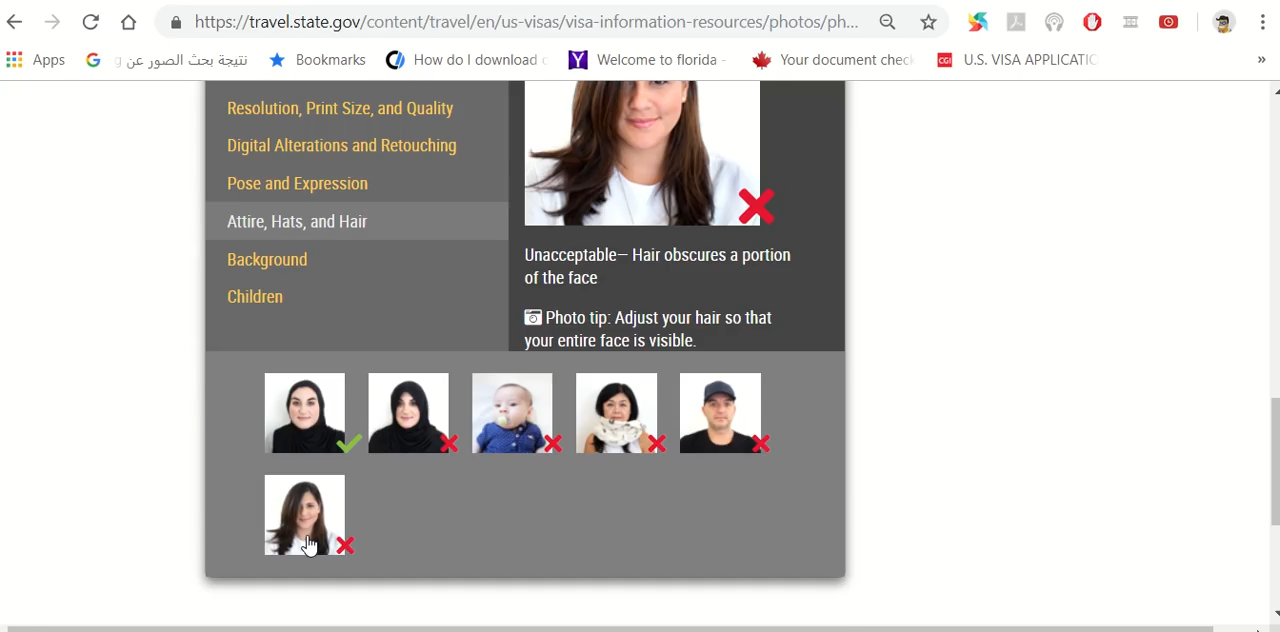 https://travel.state.gov/content/travel/en/us-visas/visa-information-resources/photos/ph...
Apps
نتيجة بحث الصور عن g
Bookmarks
How do I download
Welcome to florida -
Your document check
CGI
U.S. VISA APPLICATIO
»
Resolution, Print Size, and Quality
Digital Alterations and Retouching
Pose and Expression
Attire, Hats, and Hair
Background
Children
Unacceptable— Hair obscures a portion
of the face
Photo tip: Adjust your hair so that
your entire face is visible.